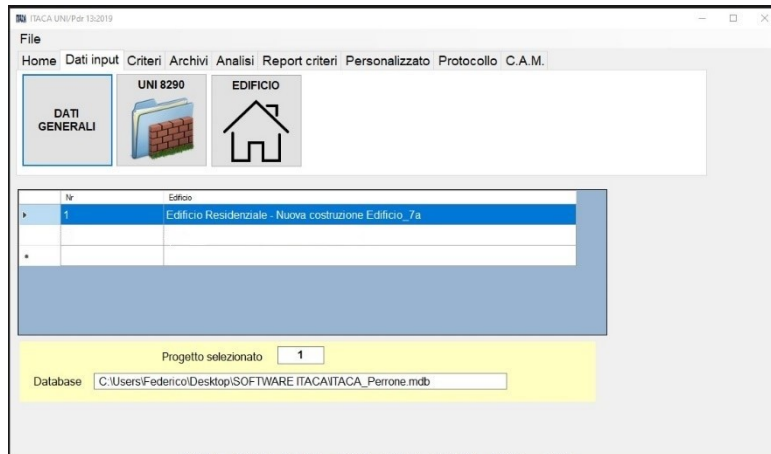 ITACA UNI/Pdr 13:2019
File
Home Dati input Criteri Archivi Analisi Report criteri Personalizzato Protocollo C.A.M.
DATI
GENERALI
UNI 8290
EDIFICIO
Nr Edificio
1 Edificio Residenziale - Nuova costruzione Edificio_7a
Progetto selezionato 1
Database C:\Users\Federico\Desktop\SOFTWARE ITACA\ITACA_Perrone.mdb